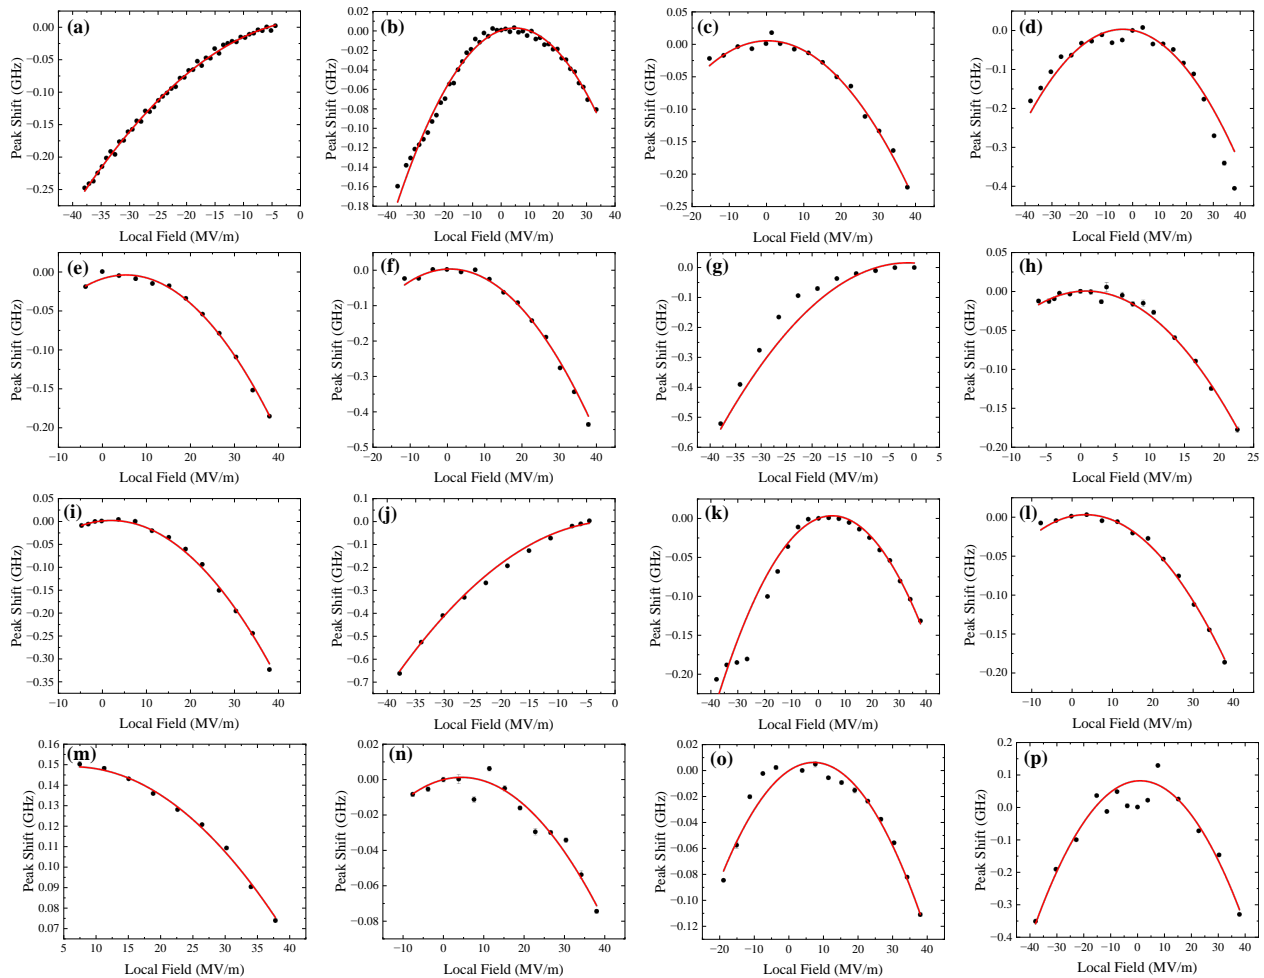 (a)
Peak Shift (GHz)
0.00
−0.05
−0.10
−0.15
−0.20
−0.25
−40 −35 −30 −25 −20 −15 −10 −5 0
Local Field (MV/m)
(b)
Peak Shift (GHz)
0.02
0.00
−0.02
−0.04
−0.06
−0.08
−0.10
−0.12
−0.14
−0.16
−0.18
−40 −30 −20 −10 0 10 20 30 40
Local Field (MV/m)
(c)
Peak Shift (GHz)
0.05
0.00
−0.05
−0.10
−0.15
−0.20
−0.25
−20 −10 0 10 20 30 40
Local Field (MV/m)
(d)
Peak Shift (GHz)
0.0
−0.1
−0.2
−0.3
−0.4
−40 −30 −20 −10 0 10 20 30 40
Local Field (MV/m)
(e)
Peak Shift (GHz)
0.00
−0.05
−0.10
−0.15
−0.20
−10 0 10 20 30 40
Local Field (MV/m)
(f)
Peak Shift (GHz)
0.1
0.0
−0.1
−0.2
−0.3
−0.4
−0.5
−20 −10 0 10 20 30 40
Local Field (MV/m)
(g)
Peak Shift (GHz)
0.0
−0.1
−0.2
−0.3
−0.4
−0.5
−0.6
−40 −35 −30 −25 −20 −15 −10 −5 0 5
Local Field (MV/m)
(h)
Peak Shift (GHz)
0.05
0.00
−0.05
−0.10
−0.15
−0.20
−10 −5 0 5 10 15 20 25
Local Field (MV/m)
(i)
Peak Shift (GHz)
0.05
0.00
−0.05
−0.10
−0.15
−0.20
−0.25
−0.30
−0.35
−10 0 10 20 30 40
Local Field (MV/m)
(j)
Peak Shift (GHz)
0.1
0.0
−0.1
−0.2
−0.3
−0.4
−0.5
−0.6
−0.7
−40 −35 −30 −25 −20 −15 −10 −5 0
Local Field (MV/m)
(k)
Peak Shift (GHz)
0.00
−0.05
−0.10
−0.15
−0.20
−40 −30 −20 −10 0 10 20 30 40
Local Field (MV/m)
(l)
Peak Shift (GHz)
0.00
−0.05
−0.10
−0.15
−0.20
−10 0 10 20 30 40
Local Field (MV/m)
(m)
Peak Shift (GHz)
0.16
0.15
0.14
0.13
0.12
0.11
0.10
0.09
0.08
0.07
5 10 15 20 25 30 35 40
Local Field (MV/m)
(n)
Peak Shift (GHz)
0.02
0.00
−0.02
−0.04
−0.06
−0.08
−10 0 10 20 30 40
Local Field (MV/m)
(o)
Peak Shift (GHz)
0.02
0.00
−0.02
−0.04
−0.06
−0.08
−0.10
−0.12
−20 −10 0 10 20 30 40
Local Field (MV/m)
(p)
Peak Shift (GHz)
0.2
0.1
0.0
−0.1
−0.2
−0.3
−0.4
−40 −30 −20 −10 0 10 20 30 40
Local Field (MV/m)